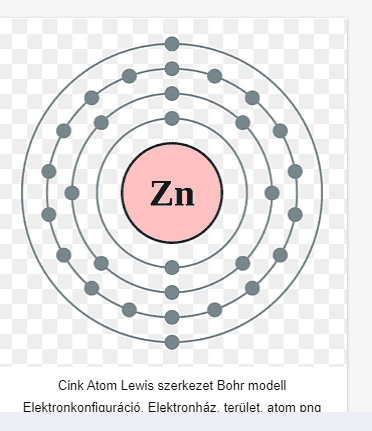 Zn
Cink Atom Lewis szerkezet Bohr modell
Elektronkonfiguráció, Elektronház, terület, atom png